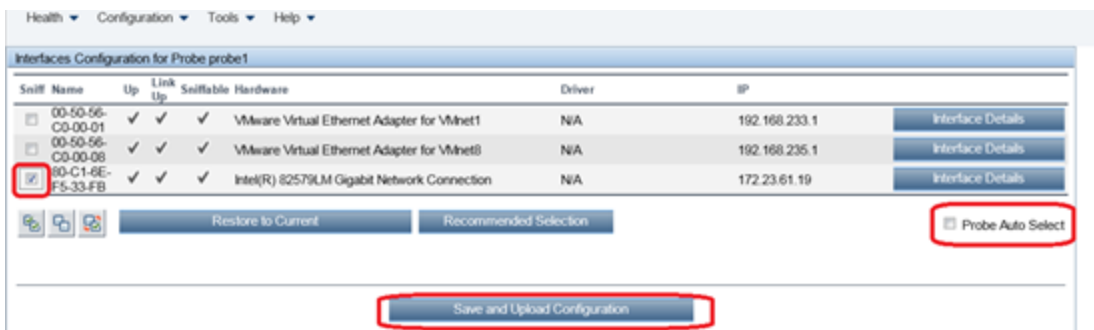 Health Configuration Tools Help
Interfaces Configuration for Probe probe1
Sniff Name Up Link Up Sniffable Hardware Driver IP
00-50-56-C0-00-01 VMware Virtual Ethernet Adapter for VMnet1 N/A 192.168.233.1 Interface Details
00-50-56-C0-00-08 VMware Virtual Ethernet Adapter for VMnet8 N/A 192.168.235.1 Interface Details
80-C1-6E-F5-33-FB Intel(R) 82579LM Gigabit Network Connection N/A 172.23.61.19 Interface Details
Restore to Current Recommended Selection Probe Auto Select
Save and Upload Configuration